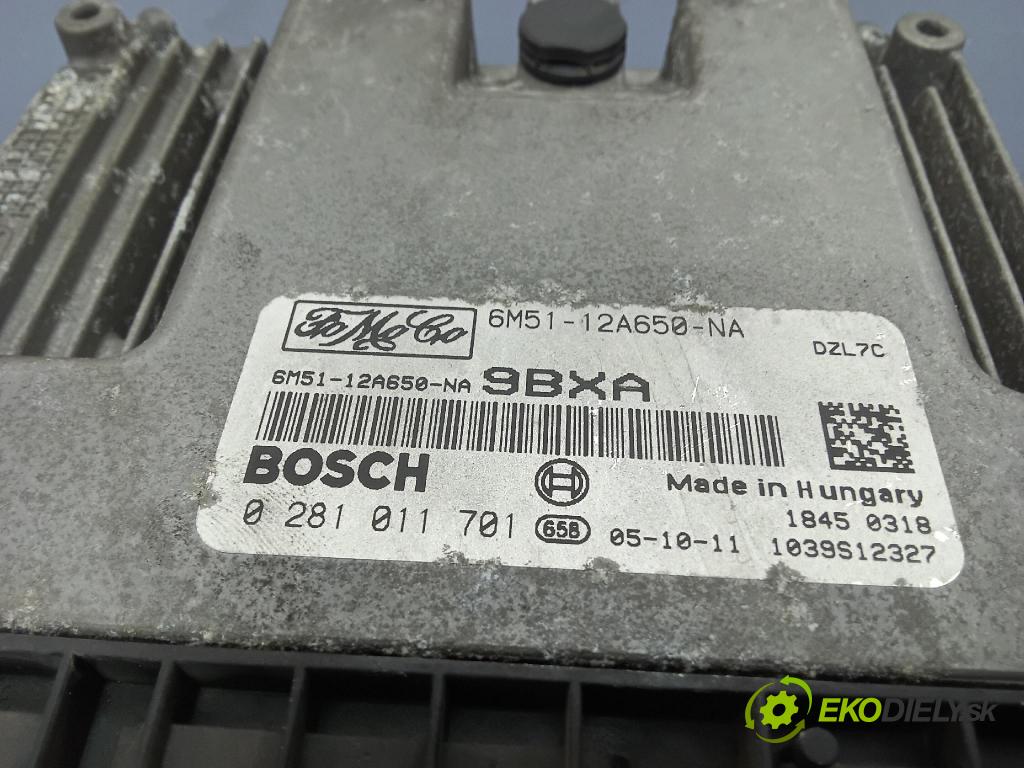 FoMoCo 6M51-12A650-NA
DZL7C
6M51-12A650-NA 9BXA
BOSCH
Made in Hungary
0 281 011 701 65B 05-10-11
1845 0318
1039S12327
EKODIELY.SK